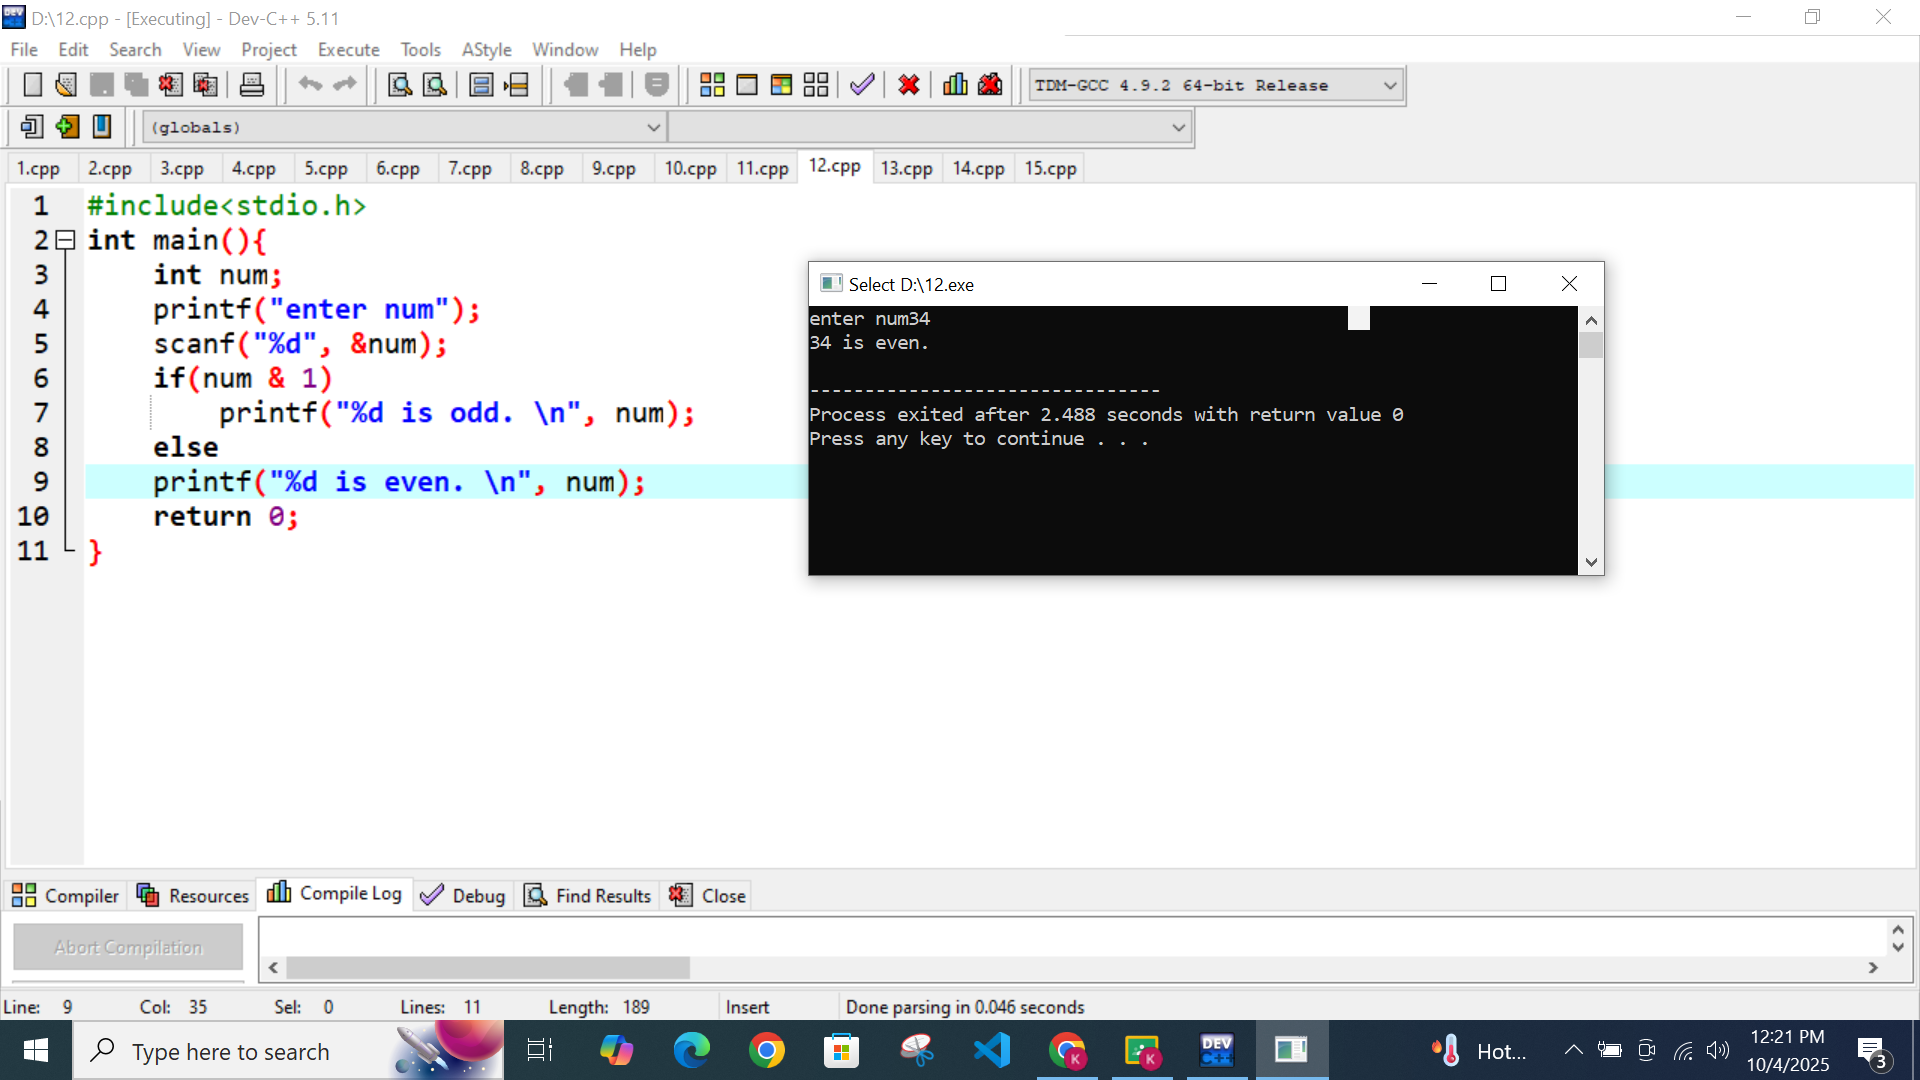 D:\12.cpp - [Executing] - Dev-C++ 5.11
File Edit Search View Project Execute Tools AStyle Window Help
TDM-GCC 4.9.2 64-bit Release
(globals)
1.cpp 2.cpp 3.cpp 4.cpp 5.cpp 6.cpp 7.cpp 8.cpp 9.cpp 10.cpp 11.cpp 12.cpp 13.cpp 14.cpp 15.cpp
1 #include<stdio.h>
2 int main(){
3 int num;
4 printf("enter num");
5 scanf("%d", &num);
6 if(num & 1)
7 printf("%d is odd. \n", num);
8 else
9 printf("%d is even. \n", num);
10 return 0;
11 }
Select D:\12.exe
enter num34
34 is even.
--------------------------------
Process exited after 2.488 seconds with return value 0
Press any key to continue . . .
Compiler Resources Compile Log Debug Find Results Close
Abort Compilation
Line: 9 Col: 35 Sel: 0 Lines: 11 Length: 189 Insert Done parsing in 0.046 seconds
Type here to search
K
K
DEV C++
Hot...
12:21 PM
10/4/2025
3